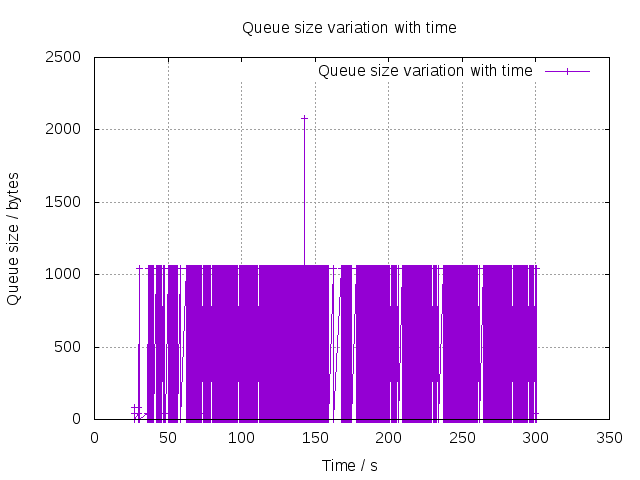 Queue size variation with time
Queue size variation with time
2500
2000
1500
1000
500
0
Queue size / bytes
0 50 100 150 200 250 300 350
Time / s